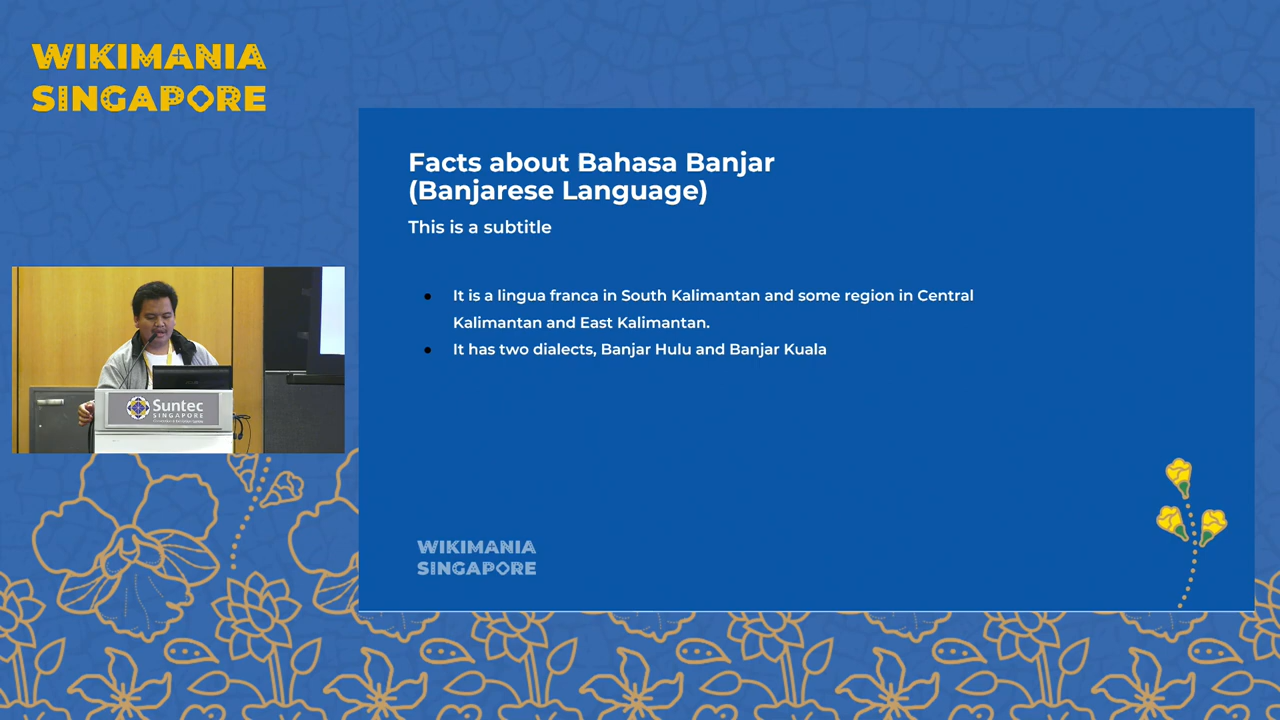 WIKIMANIA
SINGAPORE
Facts about Bahasa Banjar
(Banjarese Language)
This is a subtitle
● It is a lingua franca in South Kalimantan and some region in Central
Kalimantan and East Kalimantan.
● It has two dialects, Banjar Hulu and Banjar Kuala
Suntec
SINGAPORE
WIKIMANIA
SINGAPORE